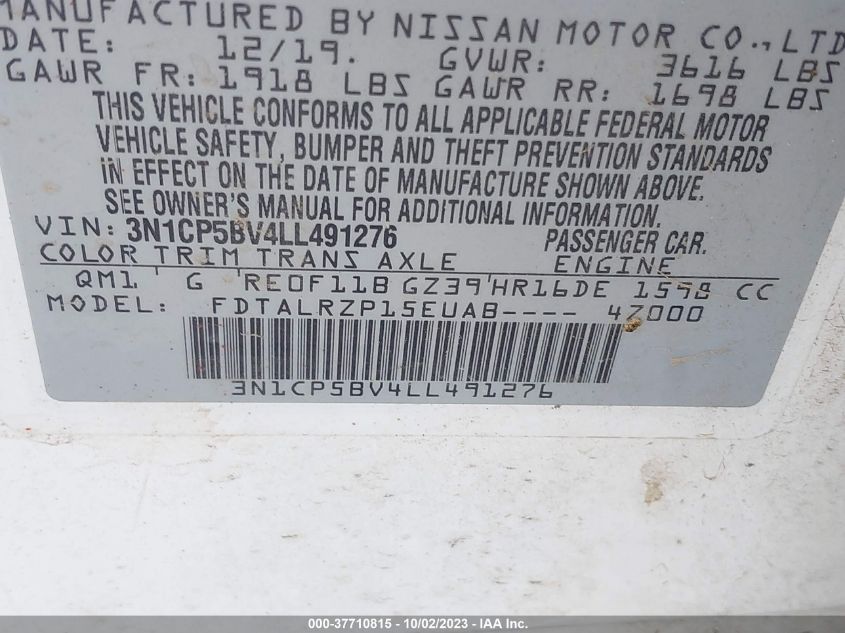 MANUFACTURED BY NISSAN MOTOR CO., LTD
DATE: 12/19. GVWR: 3616 LBS
GAWR FR: 1918 LBS GAWR RR: 1698 LBS
THIS VEHICLE CONFORMS TO ALL APPLICABLE FEDERAL MOTOR
VEHICLE SAFETY, BUMPER AND THEFT PREVENTION STANDARDS
IN EFFECT ON THE DATE OF MANUFACTURE SHOWN ABOVE.
SEE OWNER'S MANUAL FOR ADDITIONAL INFORMATION.
VIN: 3N1CP5BV4LL491276 PASSENGER CAR.
COLOR TRIM TRANS AXLE ENGINE
QM1 G RE0F11B GZ39 HR16DE 1598 CC
MODEL: FDTALRZP15EUAB---- 4Z000
3N1CP5BV4LL491276
000-37710815 - 10/02/2023 - IAA Inc.